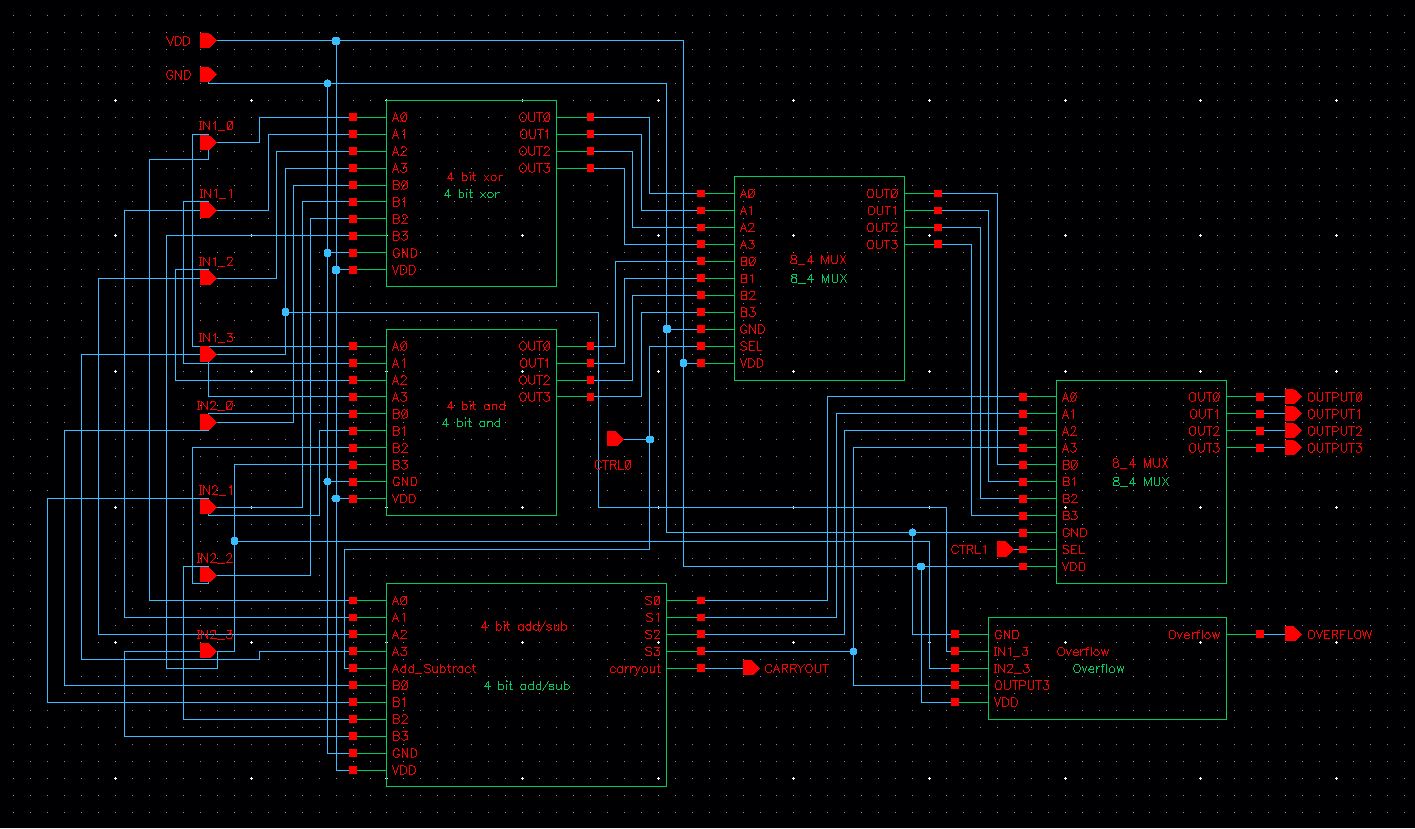 VDD
GND
IN1_0
IN1_1
IN1_2
IN1_3
IN2_0
IN2_1
IN2_2
IN2_3
A0
A1
A2
A3
B0
B1
B2
B3
GND
VDD
4 bit xor
4 bit xor
OUT0
OUT1
OUT2
OUT3
A0
A1
A2
A3
B0
B1
B2
B3
GND
VDD
4 bit and
4 bit and
OUT0
OUT1
OUT2
OUT3
CTRL0
A0
A1
A2
A3
Add_Subtract
B0
B1
B2
B3
GND
VDD
4 bit add/sub
4 bit add/sub
S0
S1
S2
S3
carryout
CARRYOUT
A0
A1
A2
A3
B0
B1
B2
B3
GND
SEL
VDD
8_4 MUX
8_4 MUX
OUT0
OUT1
OUT2
OUT3
CTRL1
A0
A1
A2
A3
B0
B1
B2
B3
GND
SEL
VDD
8_4 MUX
8_4 MUX
OUT0
OUT1
OUT2
OUT3
OUTPUT0
OUTPUT1
OUTPUT2
OUTPUT3
GND
IN1_3
IN2_3
OUTPUT3
VDD
Overflow
Overflow
Overflow
OVERFLOW